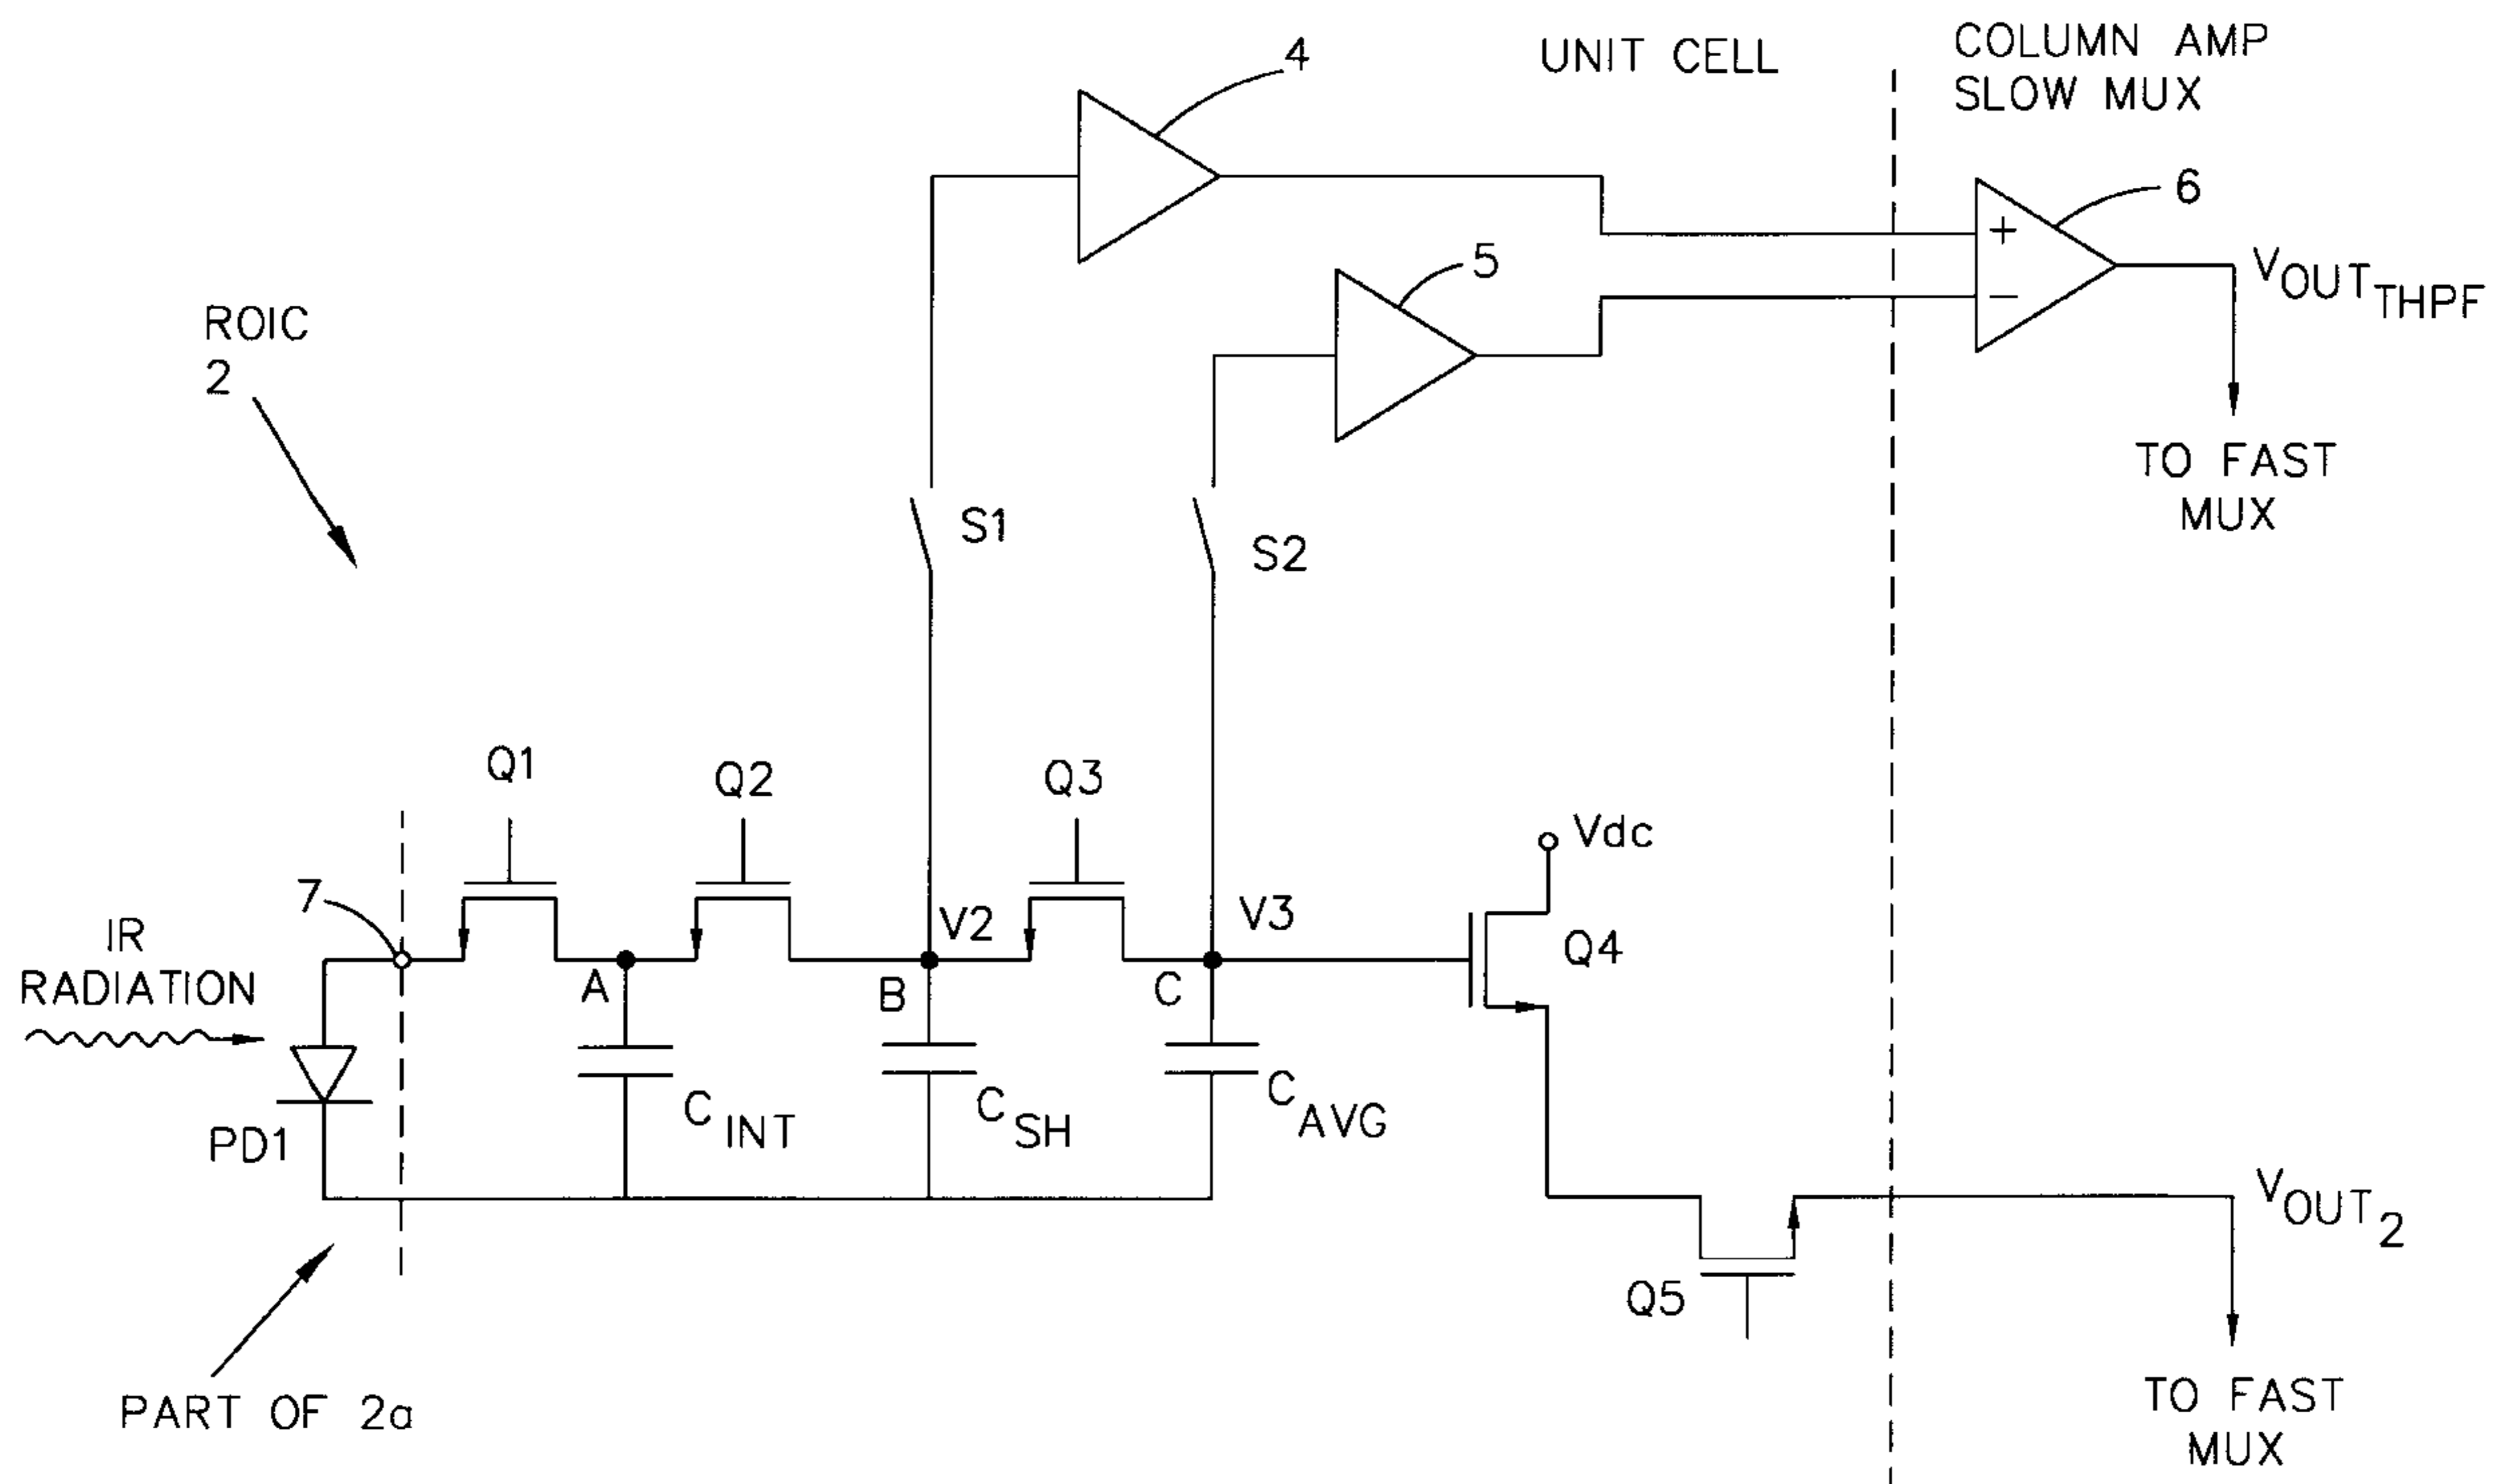 UNIT CELL
COLUMN AMP
SLOW MUX
4
6
5
+
−
VOUTTHPF
ROIC
2
TO FAST
MUX
S1
S2
Q1
Q2
Q3
Vdc
7
V2
V3
Q4
IR
RADIATION
A
B
C
PD1
CINT
CSH
CAVG
VOUT2
Q5
PART OF 2a
TO FAST
MUX